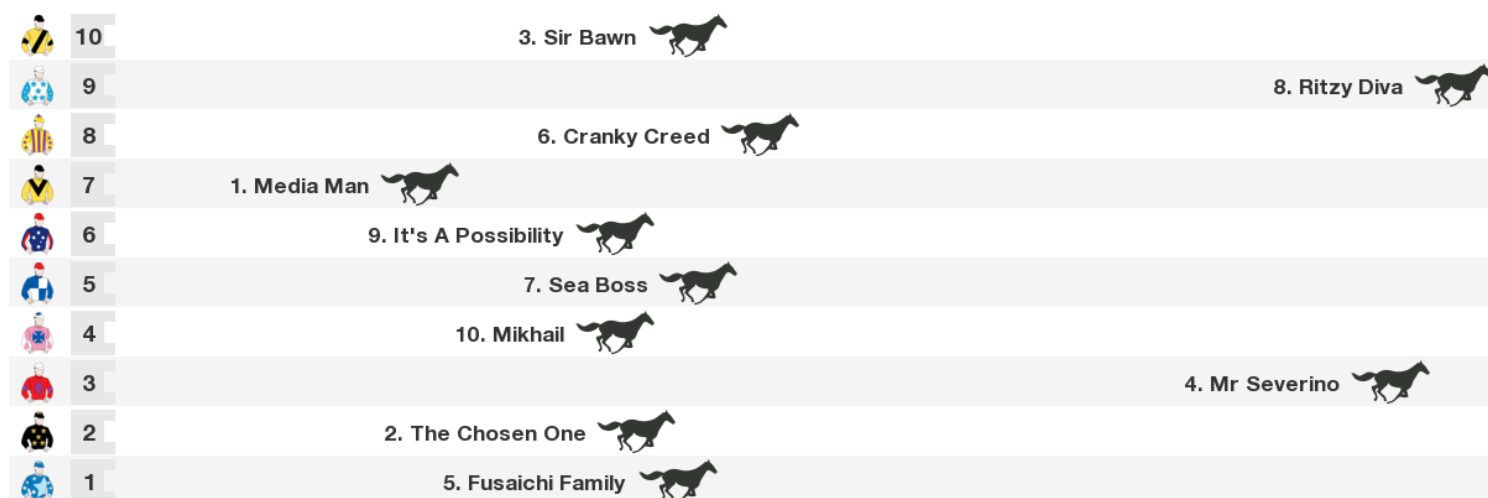 10 3. Sir Bawn
9 8. Ritzy Diva
8 6. Cranky Creed
7 1. Media Man
6 9. It's A Possibility
5 7. Sea Boss
4 10. Mikhail
3 4. Mr Severino
2 2. The Chosen One
1 5. Fusaichi Family